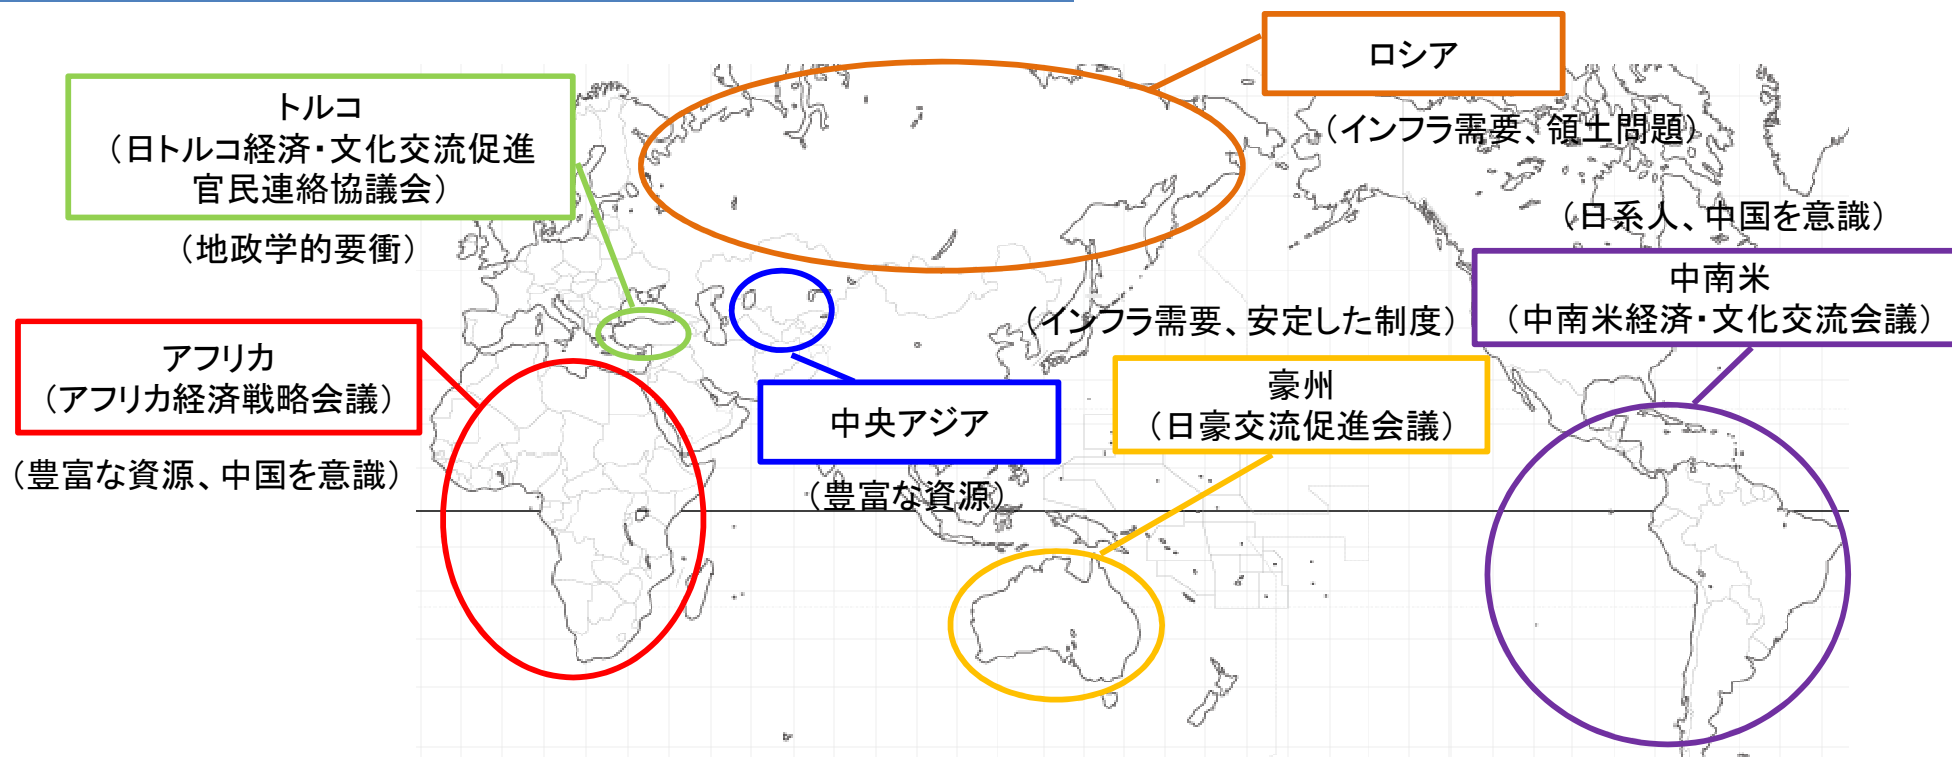 ロシア
(インフラ需要、領土問題)
トルコ
(日トルコ経済・文化交流促進
官民連絡協議会)
(地政学的要衝)
(日系人、中国を意識)
中南米
(中南米経済・文化交流会議)
(インフラ需要、安定した制度)
アフリカ
(アフリカ経済戦略会議)
(豊富な資源、中国を意識)
中央アジア
(豊富な資源)
豪州
(日豪交流促進会議)